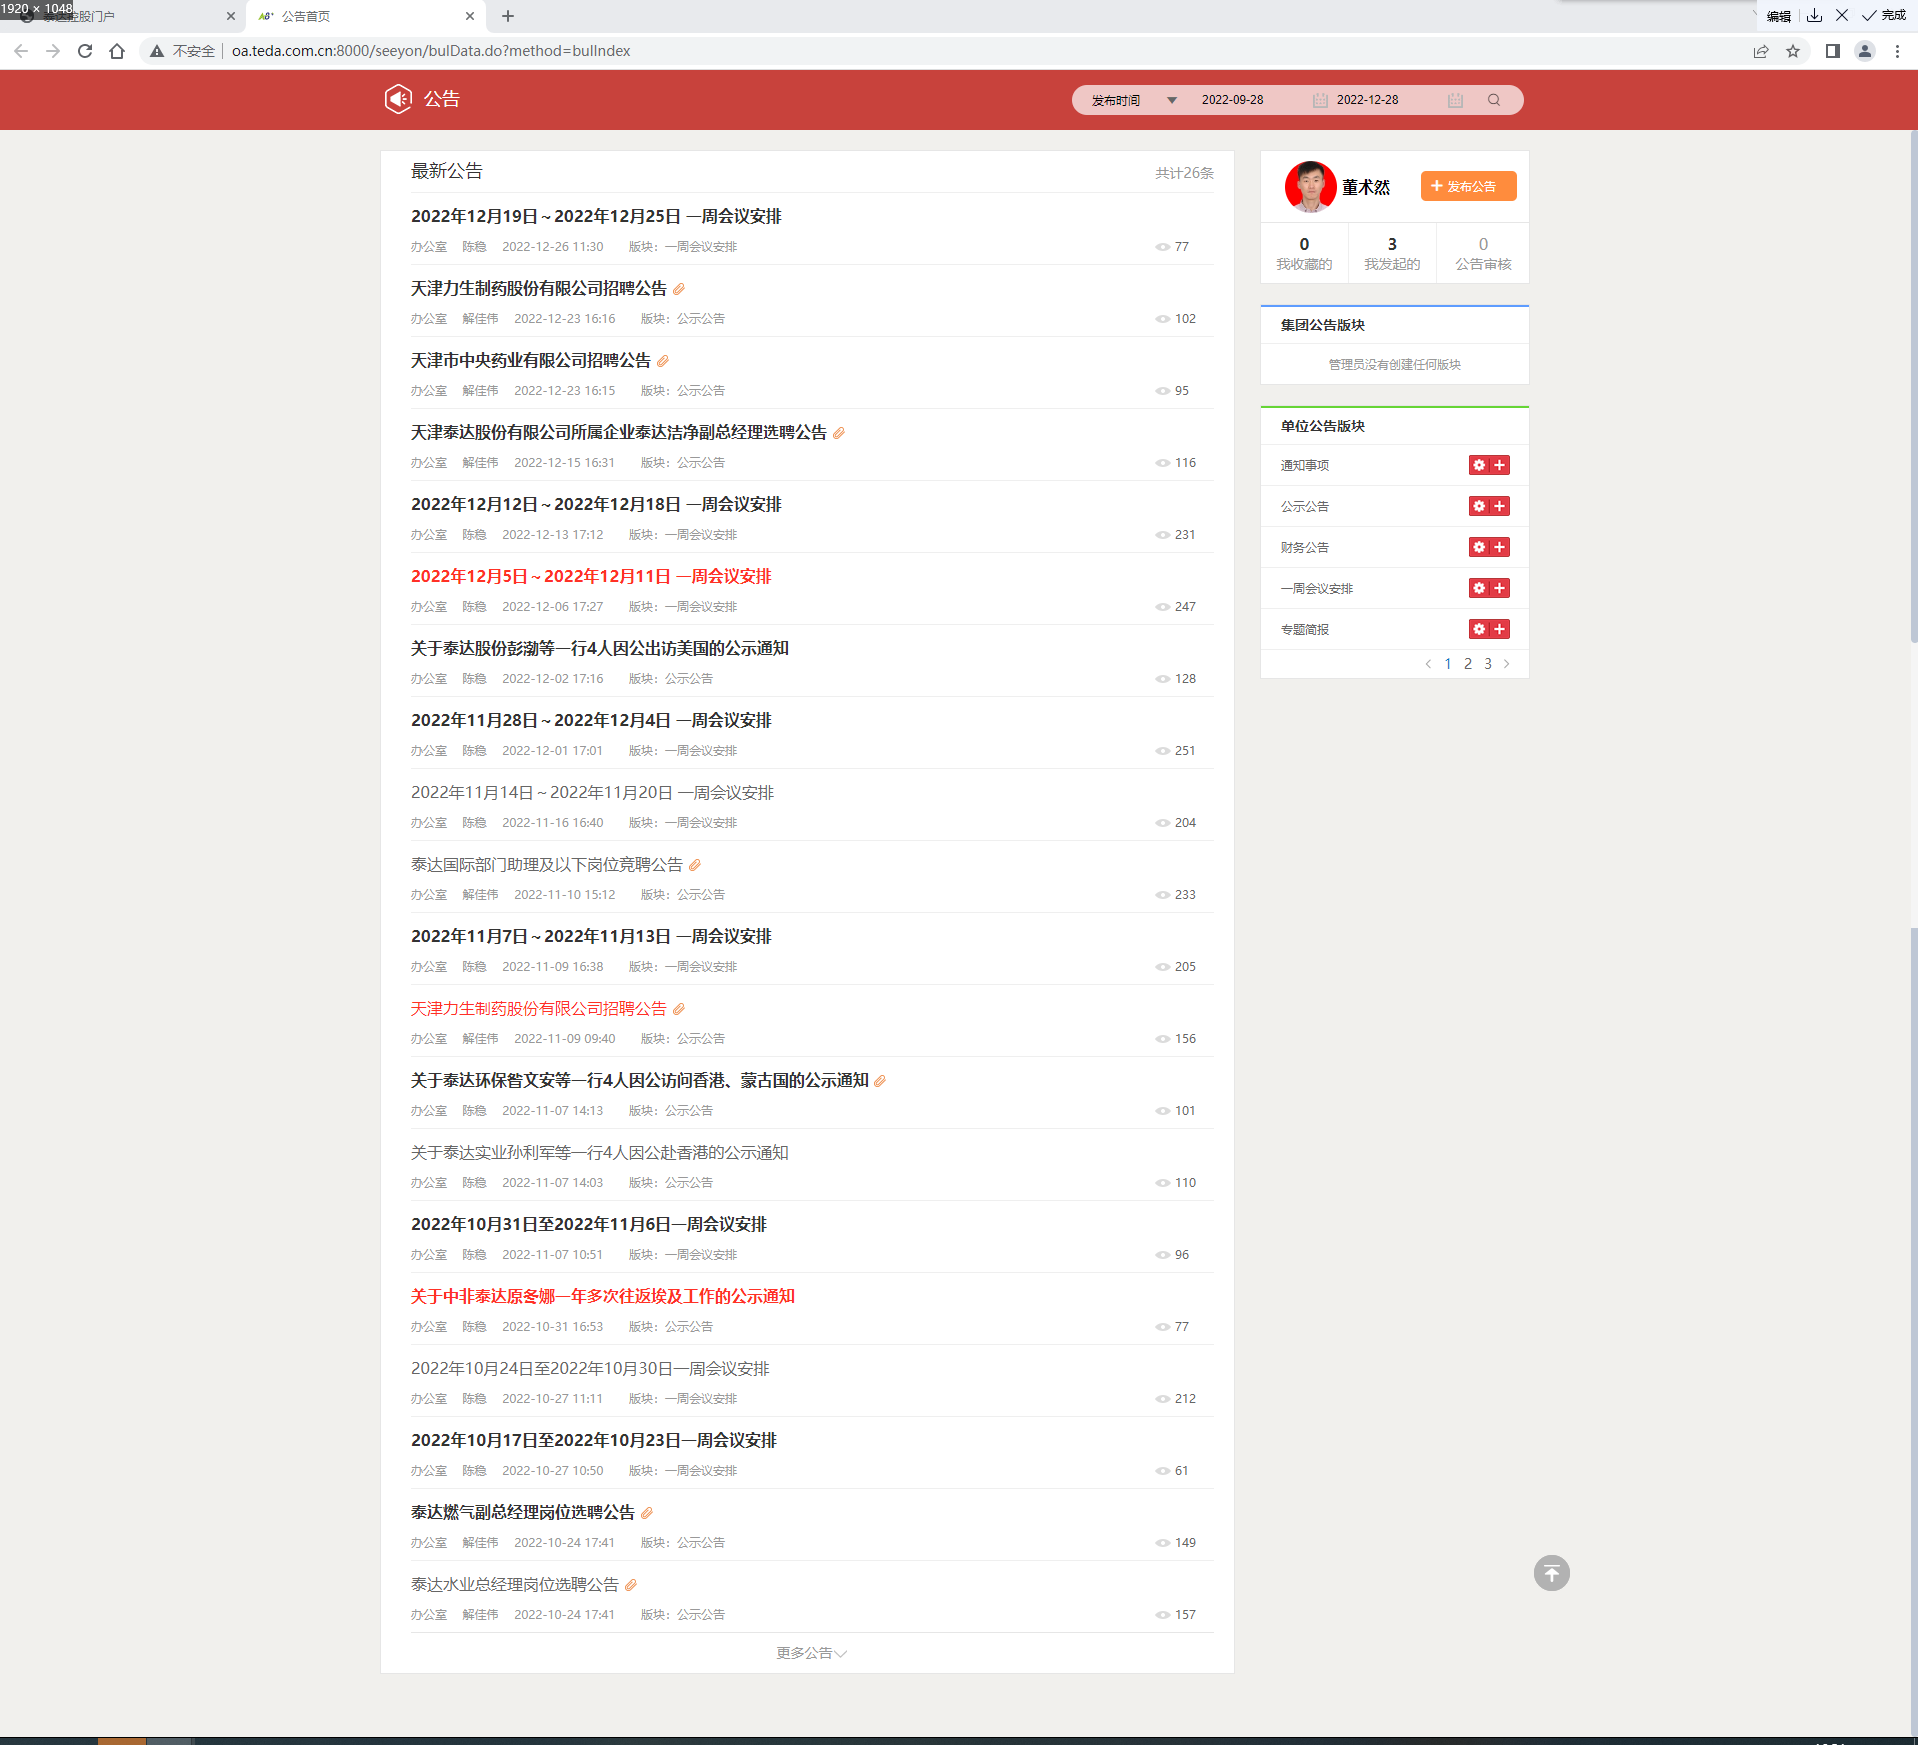 1920 × 1048
泰达控股门户
公告首页
编辑
完成
不安全
oa.teda.com.cn:8000/seeyon/bulData.do?method=bulIndex
公告
发布时间 2022-09-28 2022-12-28
最新公告 共计26条
2022年12月19日～2022年12月25日 一周会议安排
办公室 陈稳 2022-12-26 11:30 版块：一周会议安排 77
天津力生制药股份有限公司招聘公告
办公室 解佳伟 2022-12-23 16:16 版块：公示公告 102
天津市中央药业有限公司招聘公告
办公室 解佳伟 2022-12-23 16:15 版块：公示公告 95
天津泰达股份有限公司所属企业泰达洁净副总经理选聘公告
办公室 解佳伟 2022-12-15 16:31 版块：公示公告 116
2022年12月12日～2022年12月18日 一周会议安排
办公室 陈稳 2022-12-13 17:12 版块：一周会议安排 231
2022年12月5日～2022年12月11日 一周会议安排
办公室 陈稳 2022-12-06 17:27 版块：一周会议安排 247
关于泰达股份彭渤等一行4人因公出访美国的公示通知
办公室 陈稳 2022-12-02 17:16 版块：公示公告 128
2022年11月28日～2022年12月4日 一周会议安排
办公室 陈稳 2022-12-01 17:01 版块：一周会议安排 251
2022年11月14日～2022年11月20日 一周会议安排
办公室 陈稳 2022-11-16 16:40 版块：一周会议安排 204
泰达国际部门助理及以下岗位竞聘公告
办公室 解佳伟 2022-11-10 15:12 版块：公示公告 233
2022年11月7日～2022年11月13日 一周会议安排
办公室 陈稳 2022-11-09 16:38 版块：一周会议安排 205
天津力生制药股份有限公司招聘公告
办公室 解佳伟 2022-11-09 09:40 版块：公示公告 156
关于泰达环保昝文安等一行4人因公访问香港、蒙古国的公示通知
办公室 陈稳 2022-11-07 14:13 版块：公示公告 101
关于泰达实业孙利军等一行4人因公赴香港的公示通知
办公室 陈稳 2022-11-07 14:03 版块：公示公告 110
2022年10月31日至2022年11月6日一周会议安排
办公室 陈稳 2022-11-07 10:51 版块：一周会议安排 96
关于中非泰达原冬娜一年多次往返埃及工作的公示通知
办公室 陈稳 2022-10-31 16:53 版块：公示公告 77
2022年10月24日至2022年10月30日一周会议安排
办公室 陈稳 2022-10-27 11:11 版块：一周会议安排 212
2022年10月17日至2022年10月23日一周会议安排
办公室 陈稳 2022-10-27 10:50 版块：一周会议安排 61
泰达燃气副总经理岗位选聘公告
办公室 解佳伟 2022-10-24 17:41 版块：公示公告 149
泰达水业总经理岗位选聘公告
办公室 解佳伟 2022-10-24 17:41 版块：公示公告 157
更多公告
董术然 发布公告
0 3 0
我收藏的 我发起的 公告审核
集团公告版块
管理员没有创建任何版块
单位公告版块
通知事项
公示公告
财务公告
一周会议安排
专题简报
1 2 3